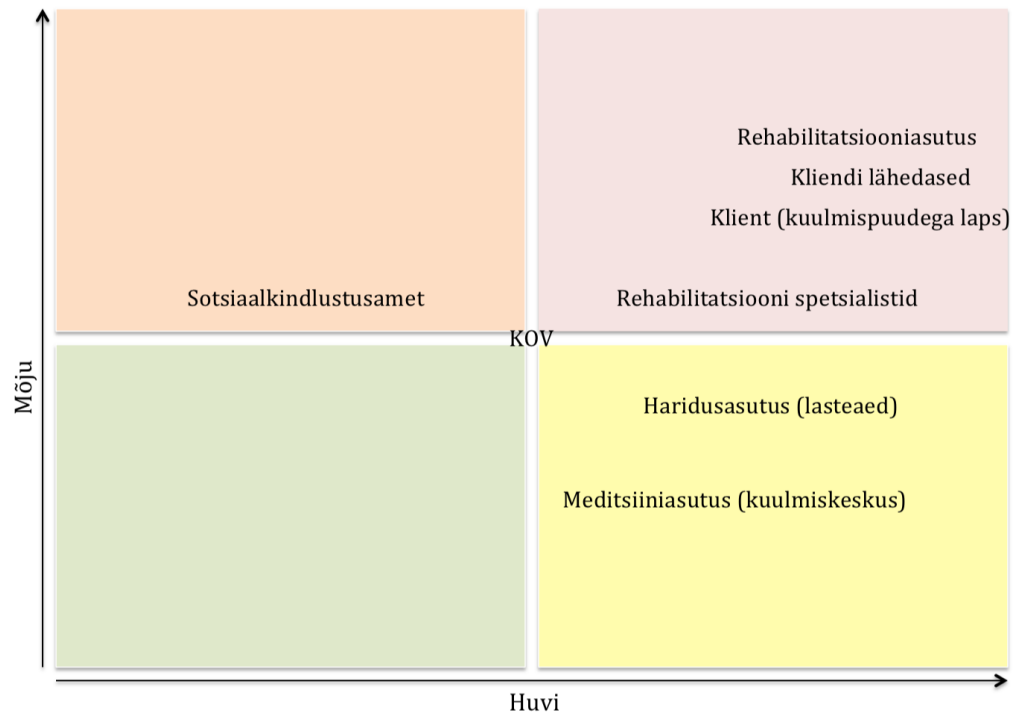 Rehabilitatsiooniasutus
Kliendi lähedased
Klient (kuulmispuudega laps)
Sotsiaalkindlustusamet
Rehabilitatsiooni spetsialistid
KOV
Mõju
Haridusasutus (lasteaed)
Meditsiiniasutus (kuulmiskeskus)
Huvi